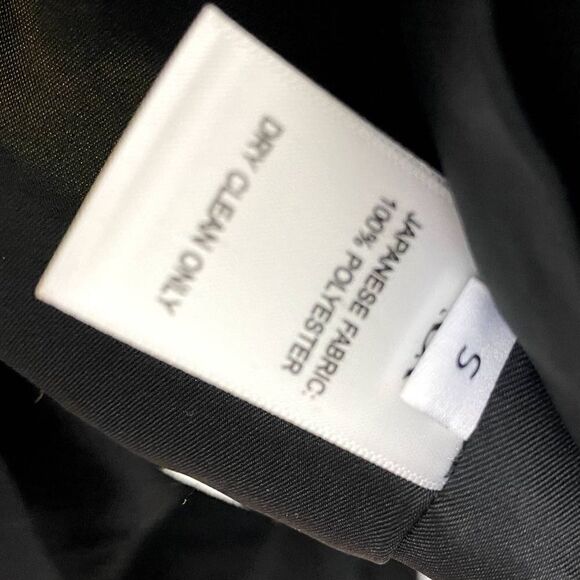 S
JAPANESE FABRIC:
100% POLYESTER
DRY CLEAN ONLY